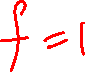 f = 1